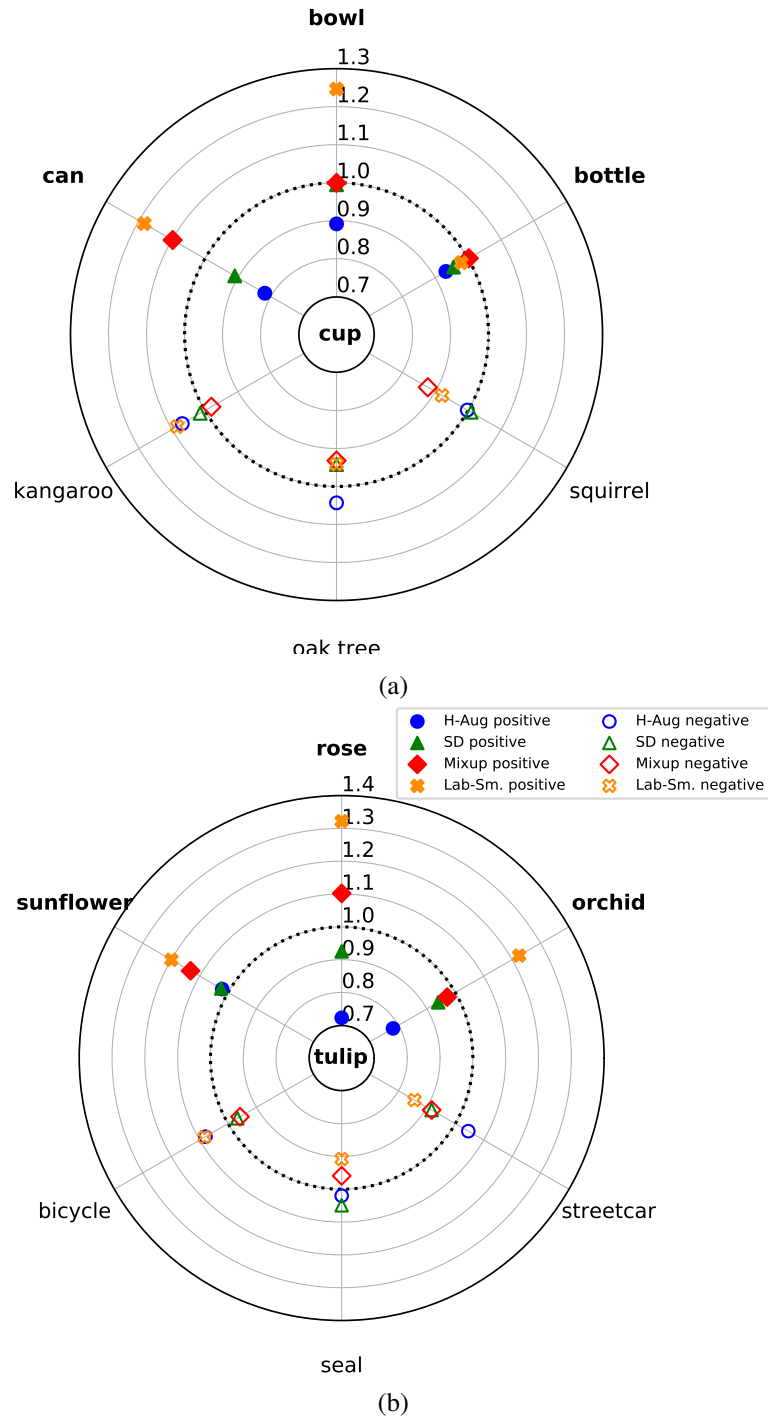 bowl
1.3
1.2
1.1
can
1.0
bottle
0.9
0.8
0.7
cup
kangaroo
squirrel
oak tree
(a)
H-Aug positive H-Aug negative
SD positive SD negative
Mixup positive Mixup negative
Lab-Sm. positive Lab-Sm. negative
rose
1.4
1.3
1.2
1.1
sunflower
1.0
orchid
0.9
0.8
0.7
tulip
bicycle
streetcar
seal
(b)